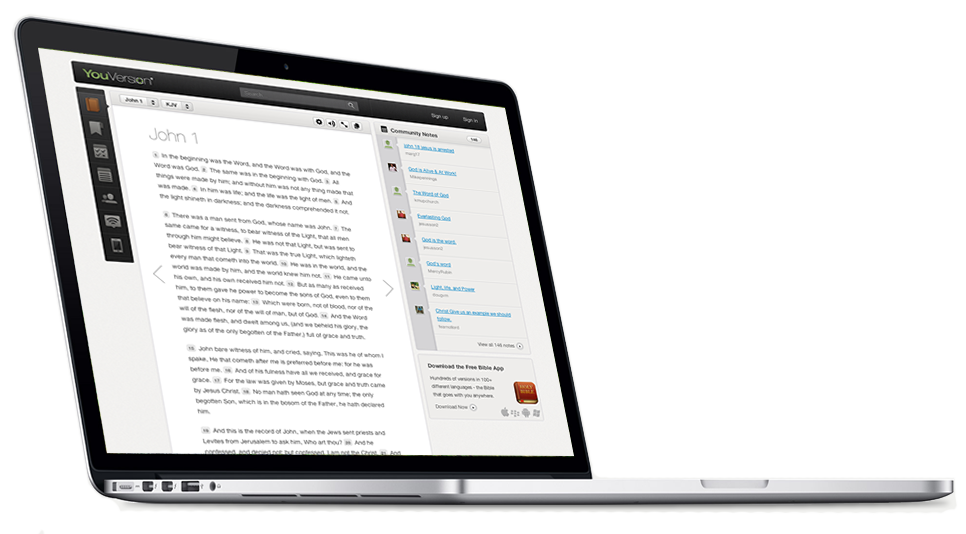 YouVersion
Search
Sign up
Sign in
John 1
KJV
John 1
1 In the beginning was the Word, and the Word was with God, and the
Word was God. 2 The same was in the beginning with God. 3 All
things were made by him; and without him was not any thing made that
was made. 4 In him was life; and the life was the light of men. 5 And
the light shineth in darkness; and the darkness comprehended it not.
6 There was a man sent from God, whose name was John. 7 The
same came for a witness, to bear witness of the Light, that all men
through him might believe. 8 He was not that Light, but was sent to
bear witness of that Light. 9 That was the true Light, which lighteth
every man that cometh into the world. 10 He was in the world, and the
world was made by him, and the world knew him not. 11 He came unto
his own, and his own received him not. 12 But as many as received
him, to them gave he power to become the sons of God, even to them
that believe on his name: 13 Which were born, not of blood, nor of the
will of the flesh, nor of the will of man, but of God. 14 And the Word
was made flesh, and dwelt among us, (and we beheld his glory, the
glory as of the only begotten of the Father,) full of grace and truth.
15 John bare witness of him, and cried, saying, This was he of whom I
spake, He that cometh after me is preferred before me: for he was
before me. 16 And of his fulness have all we received, and grace for
grace. 17 For the law was given by Moses, but grace and truth came
by Jesus Christ. 18 No man hath seen God at any time; the only
begotten Son, which is in the bosom of the Father, he hath declared
him.
19 And this is the record of John, when the Jews sent priests and
Levites from Jerusalem to ask him, Who art thou? 20 And he
confessed, and denied not; but confessed, I am not the Christ. 21 And
Community Notes
146
John 18 jesus is arrested
God Is Alive & At Work!
The Word of God
Everlasting God
God is the word.
God's word
Light, life, and Power
Christ Give us an example we should
follow.
View all 146 notes
Download the Free Bible App
Hundreds of versions in 100+
different languages - the Bible
that goes with you anywhere.
Download Now
HOLY
BIBLE